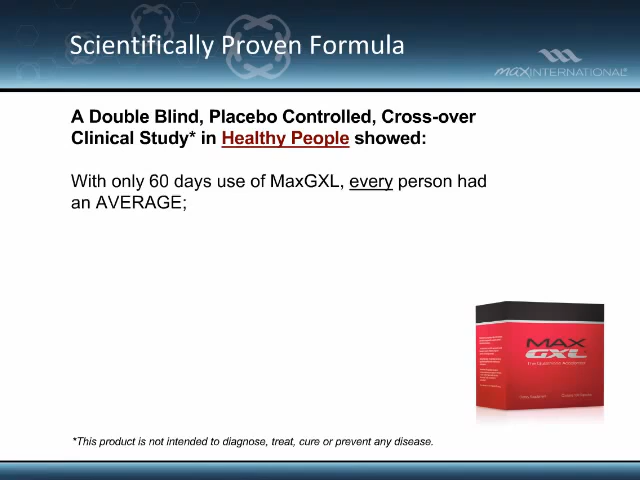 Scientifically Proven Formula
maxINTERNATIONAL
A Double Blind, Placebo Controlled, Cross-over
Clinical Study* in Healthy People showed:
With only 60 days use of MaxGXL, every person had
an AVERAGE;
MAX
GXL
*This product is not intended to diagnose, treat, cure or prevent any disease.